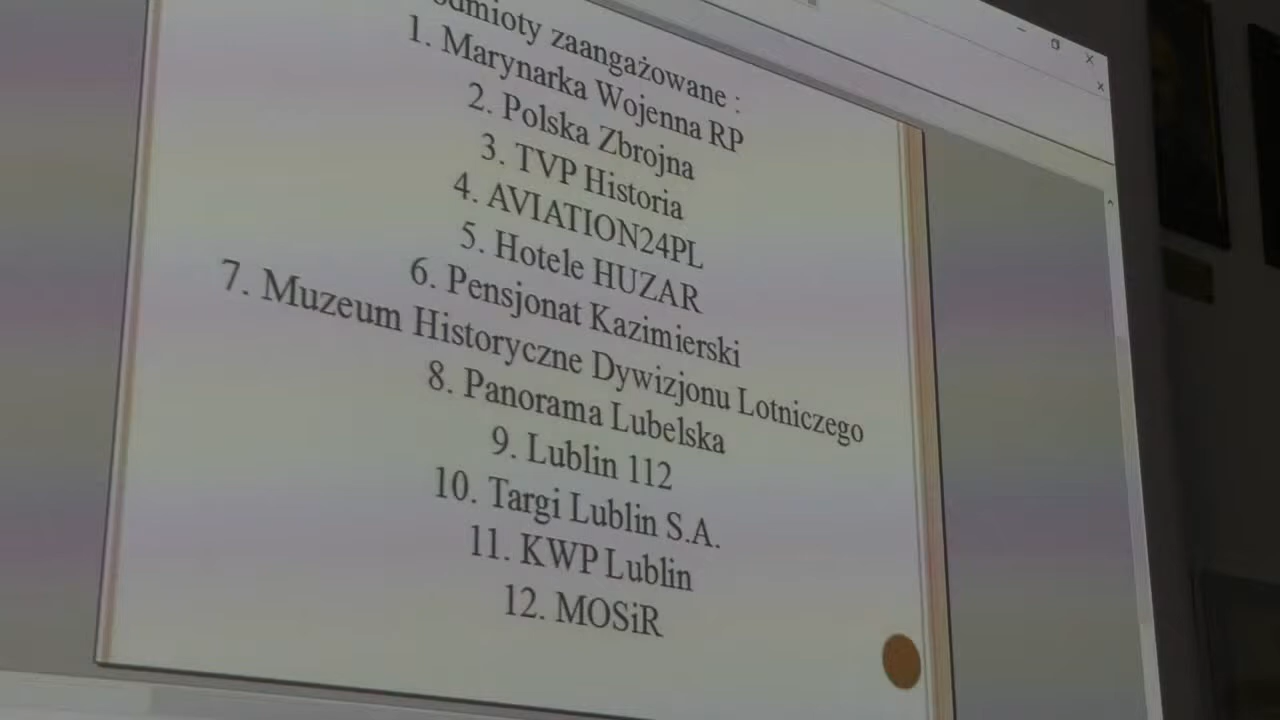 zaangażowane :
1. Marynarka Wojenna RP
2. Polska Zbrojna
3. TVP Historia
4. AVIATION24PL
5. Hotele HUZAR
6. Pensjonat Kazimierski
7. Muzeum Historyczne Dywizjonu Lotniczego
8. Panorama Lubelska
9. Lublin 112
10. Targi Lublin S.A.
11. KWP Lublin
12. MOSiR